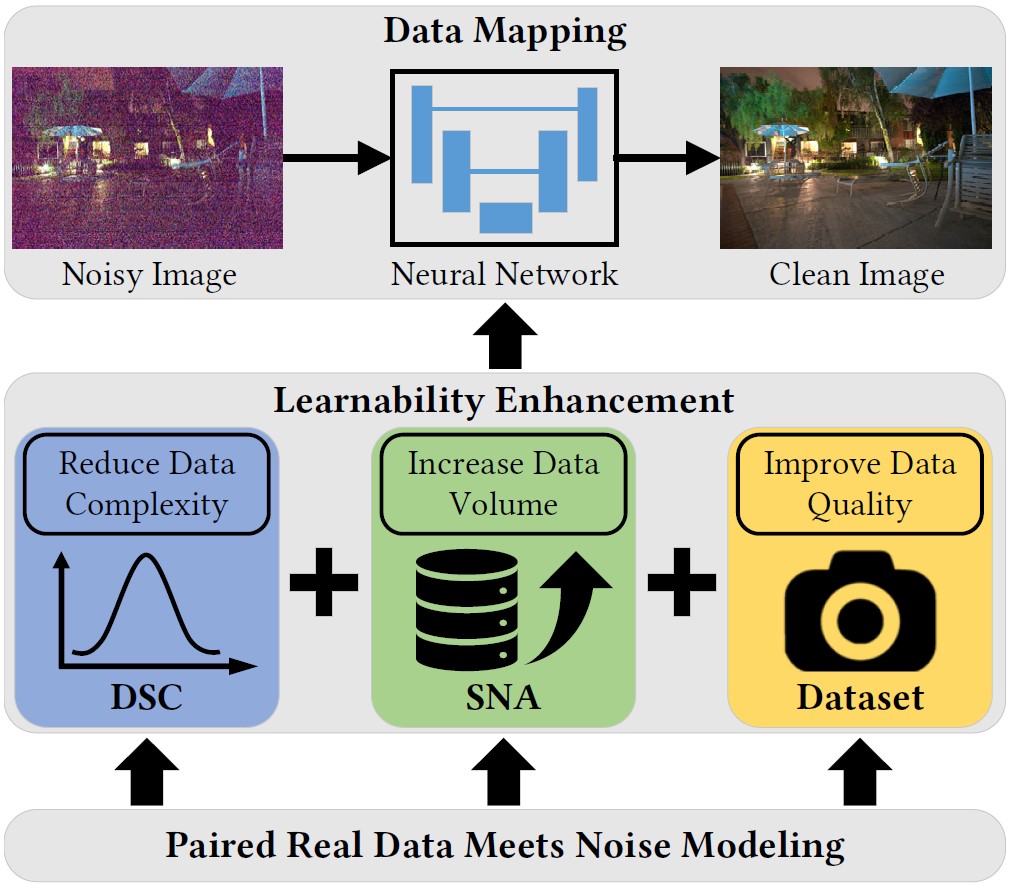 Data Mapping
Noisy Image
Neural Network
Clean Image
Learnability Enhancement
Reduce Data
Complexity
DSC
Increase Data
Volume
SNA
Improve Data
Quality
Dataset
Paired Real Data Meets Noise Modeling